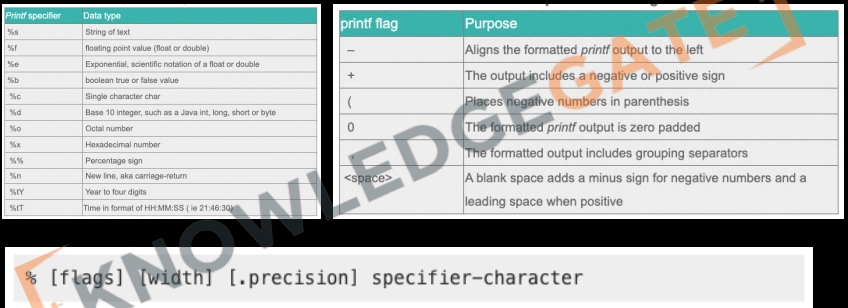 Printf specifier Data type
%s String of text
%f floating point value (float or double)
%e Exponential, scientific notation of a float or double
%b boolean true or false value
%c Single character char
%d Base 10 integer, such as a Java int, long, short or byte
%o Octal number
%x Hexadecimal number
%% Percentage sign
%n New line, aka carriage-return
%tY Year to four digits
%tT Time in format of HH:MM:SS ( ie 21:46:30)
printf flag Purpose
– Aligns the formatted printf output to the left
+ The output includes a negative or positive sign
( Places negative numbers in parenthesis
0 The formatted printf output is zero padded
, The formatted output includes grouping separators
<space> A blank space adds a minus sign for negative numbers and a
leading space when positive
% [flags] [width] [.precision] specifier-character
KNOWLEDGEGATE